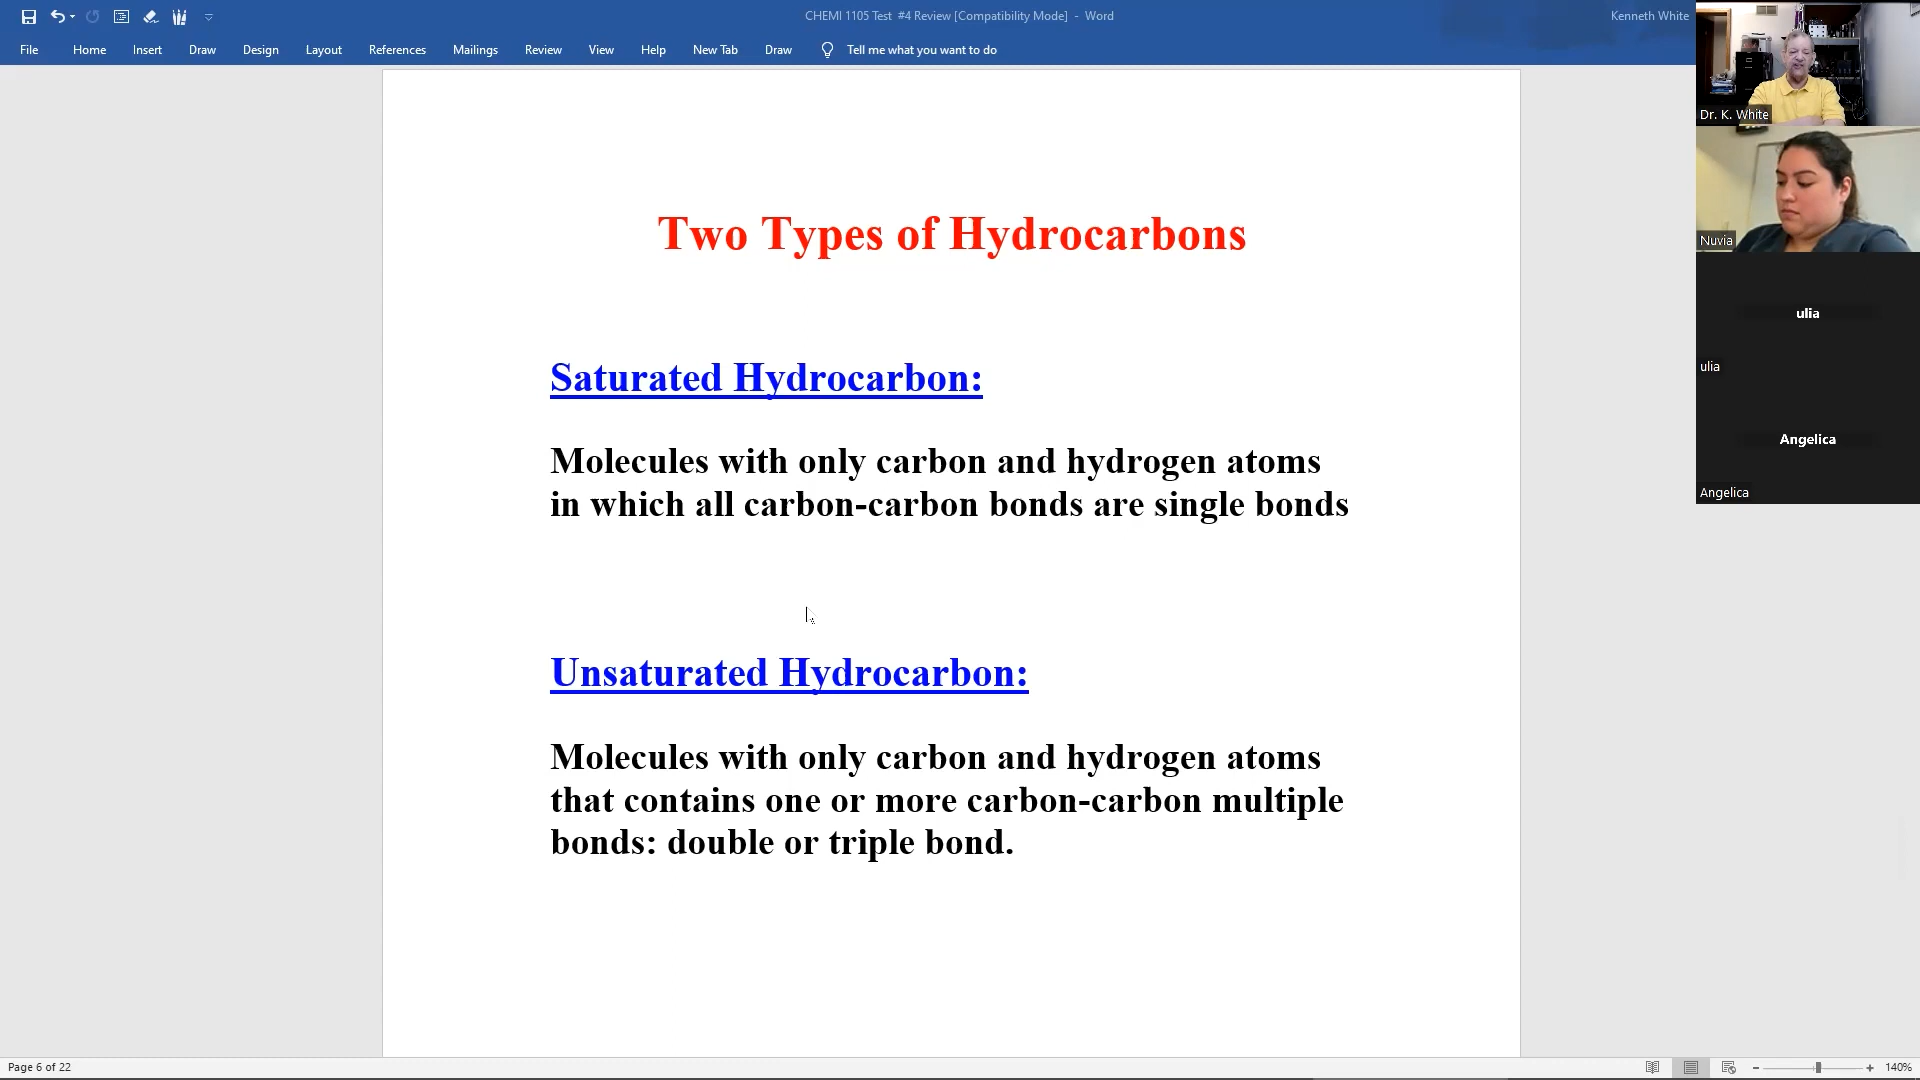 CHEMI 1105 Test  #4 Review [Compatibility Mode]  -  Word
Kenneth White
File Home Insert Draw Design Layout References Mailings Review View Help New Tab Draw Tell me what you want to do
Two Types of Hydrocarbons
Saturated Hydrocarbon:
Molecules with only carbon and hydrogen atoms
in which all carbon-carbon bonds are single bonds
Unsaturated Hydrocarbon:
Molecules with only carbon and hydrogen atoms
that contains one or more carbon-carbon multiple
bonds: double or triple bond.
Dr. K. White
Nuvia
ulia
ulia
Angelica
Angelica
Page 6 of 22
140%